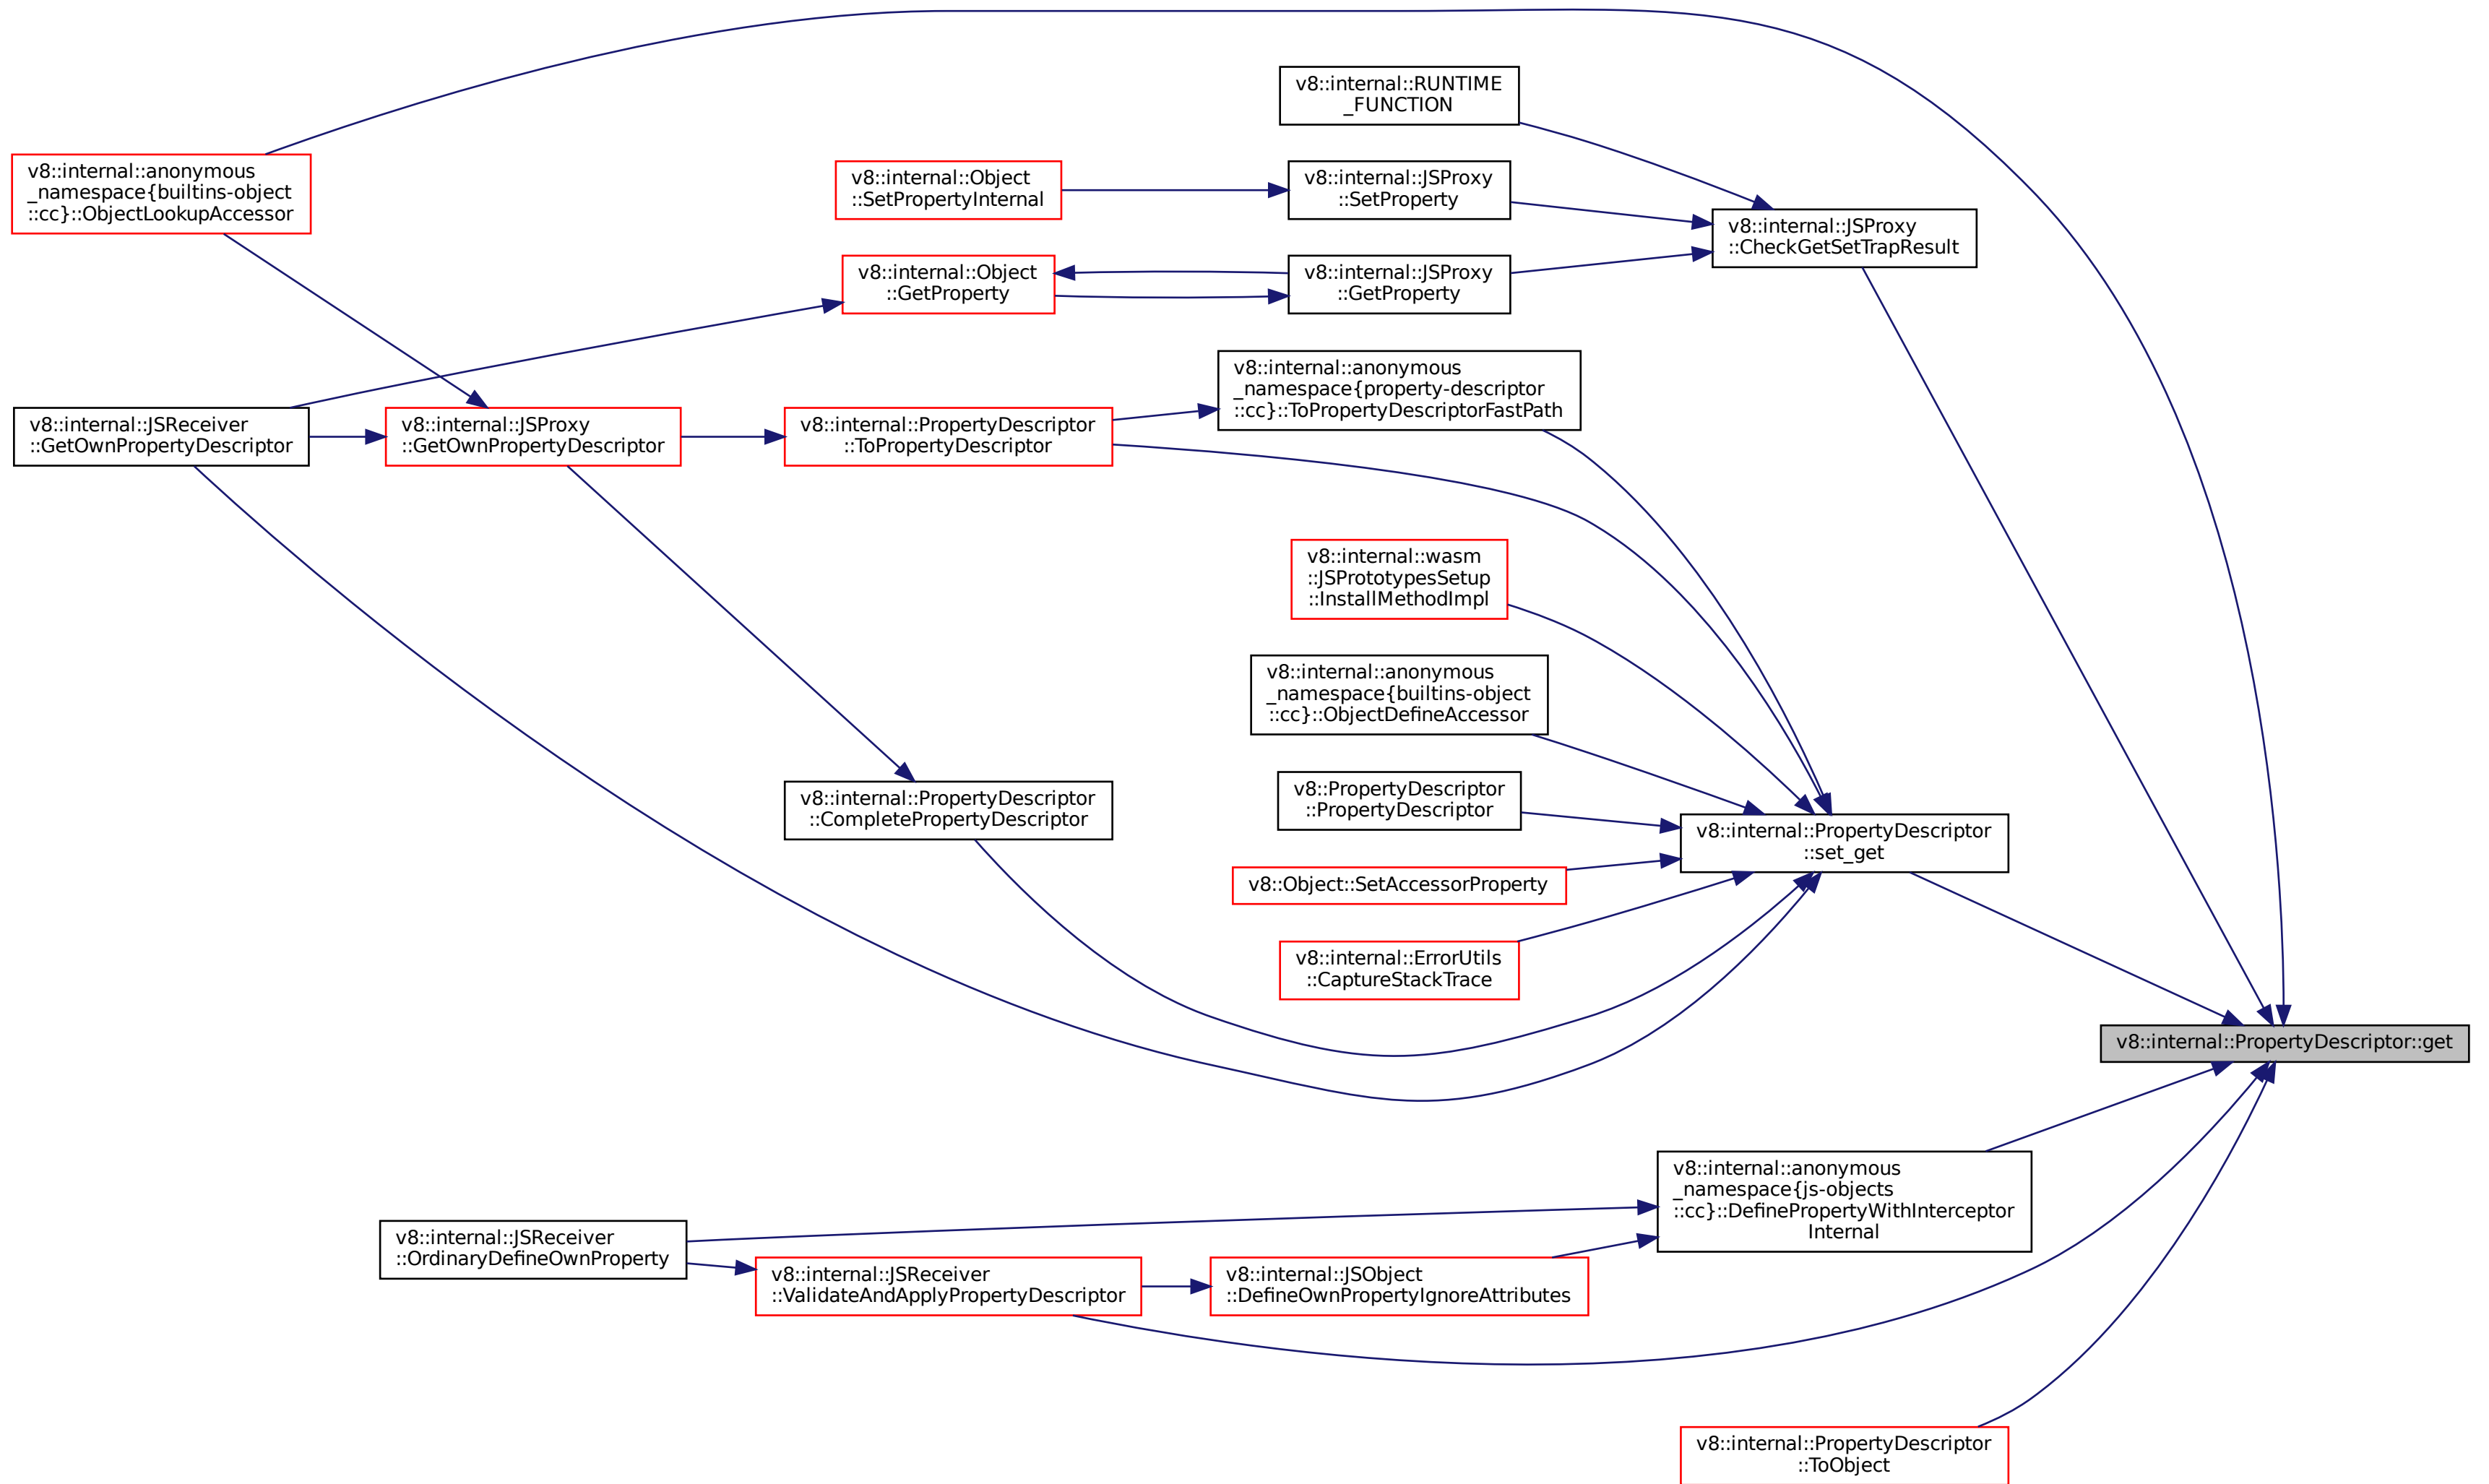 v8::internal::RUNTIME
_FUNCTION
v8::internal::anonymous
_namespace{builtins-object
::cc}::ObjectLookupAccessor
v8::internal::Object
::SetPropertyInternal
v8::internal::JSProxy
::SetProperty
v8::internal::JSProxy
::CheckGetSetTrapResult
v8::internal::Object
::GetProperty
v8::internal::JSProxy
::GetProperty
v8::internal::anonymous
_namespace{property-descriptor
::cc}::ToPropertyDescriptorFastPath
v8::internal::JSReceiver
::GetOwnPropertyDescriptor
v8::internal::JSProxy
::GetOwnPropertyDescriptor
v8::internal::PropertyDescriptor
::ToPropertyDescriptor
v8::internal::wasm
::JSPrototypesSetup
::InstallMethodImpl
v8::internal::anonymous
_namespace{builtins-object
::cc}::ObjectDefineAccessor
v8::PropertyDescriptor
::PropertyDescriptor
v8::internal::PropertyDescriptor
::CompletePropertyDescriptor
v8::internal::PropertyDescriptor
::set_get
v8::Object::SetAccessorProperty
v8::internal::ErrorUtils
::CaptureStackTrace
v8::internal::PropertyDescriptor::get
v8::internal::anonymous
_namespace{js-objects
::cc}::DefinePropertyWithInterceptor
Internal
v8::internal::JSReceiver
::OrdinaryDefineOwnProperty
v8::internal::JSReceiver
::ValidateAndApplyPropertyDescriptor
v8::internal::JSObject
::DefineOwnPropertyIgnoreAttributes
v8::internal::PropertyDescriptor
::ToObject